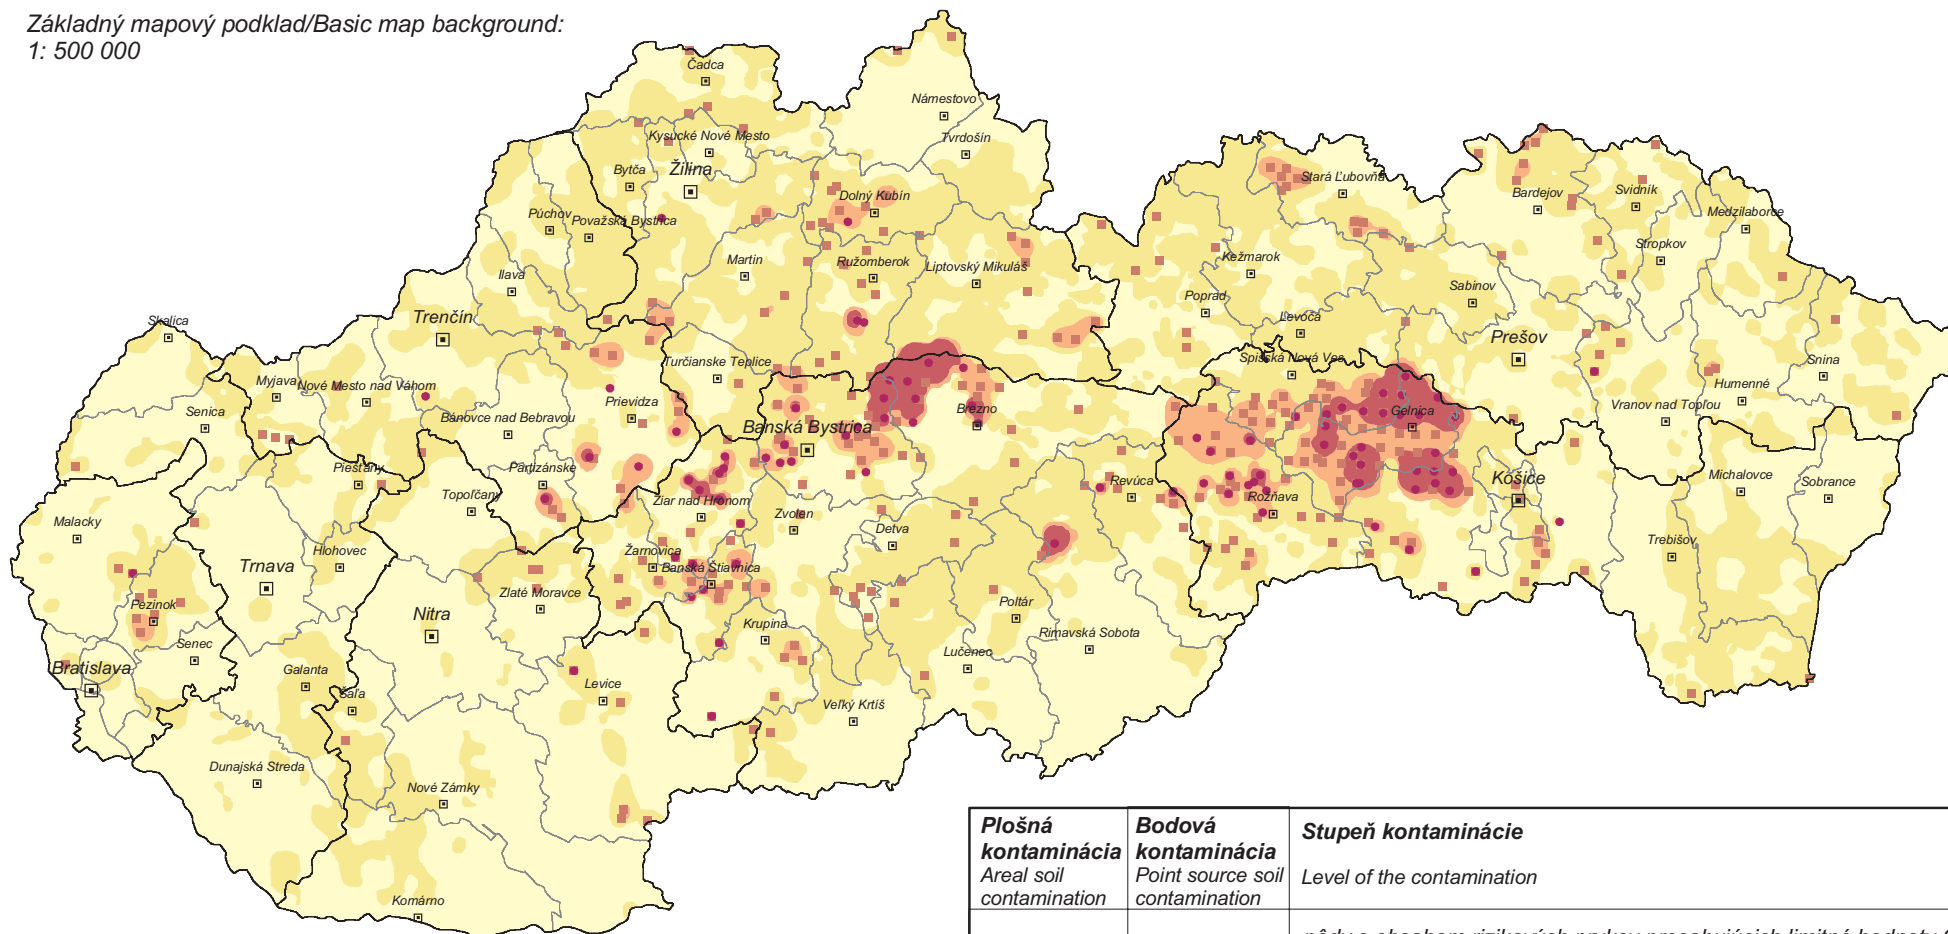 Základný mapový podklad/Basic map background:
1: 500 000
Čadca
Námestovo
Kysucké Nové Mesto
Tvrdošín
Bytča
Žilina
Stará Ľubovňa
Bardejov
Svidník
Dolný Kubín
Medzilaborce
Púchov
Považská Bystrica
Stropkov
Martin
Ružomberok
Liptovský Mikuláš
Kežmarok
Ilava
Sabinov
Poprad
Levoča
Skalica
Trenčín
Prešov
Turčianske Teplice
Spišská Nová Ves
Snina
Myjava
Nové Mesto nad Váhom
Humenné
Senica
Bánovce nad Bebravou
Prievidza
Brezno
Gelnica
Vranov nad Topľou
Banská Bystrica
Piešťany
Partizánske
Revúca
Košice
Michalovce
Sobrance
Topoľčany
Žiar nad Hronom
Rožňava
Malacky
Zvolen
Detva
Hlohovec
Trnava
Žarnovica
Banská Štiavnica
Trebišov
Pezinok
Zlaté Moravce
Nitra
Poltár
Krupina
Rimavská Sobota
Senec
Lučenec
Bratislava
Galanta
Šaľa
Levice
Veľký Krtíš
Dunajská Streda
Nové Zámky
Komárno
Plošná
kontaminácia
Areal soil
contamination
Bodová
kontaminácia
Point source soil
contamination
Stupeň kontaminácie
Level of the contamination